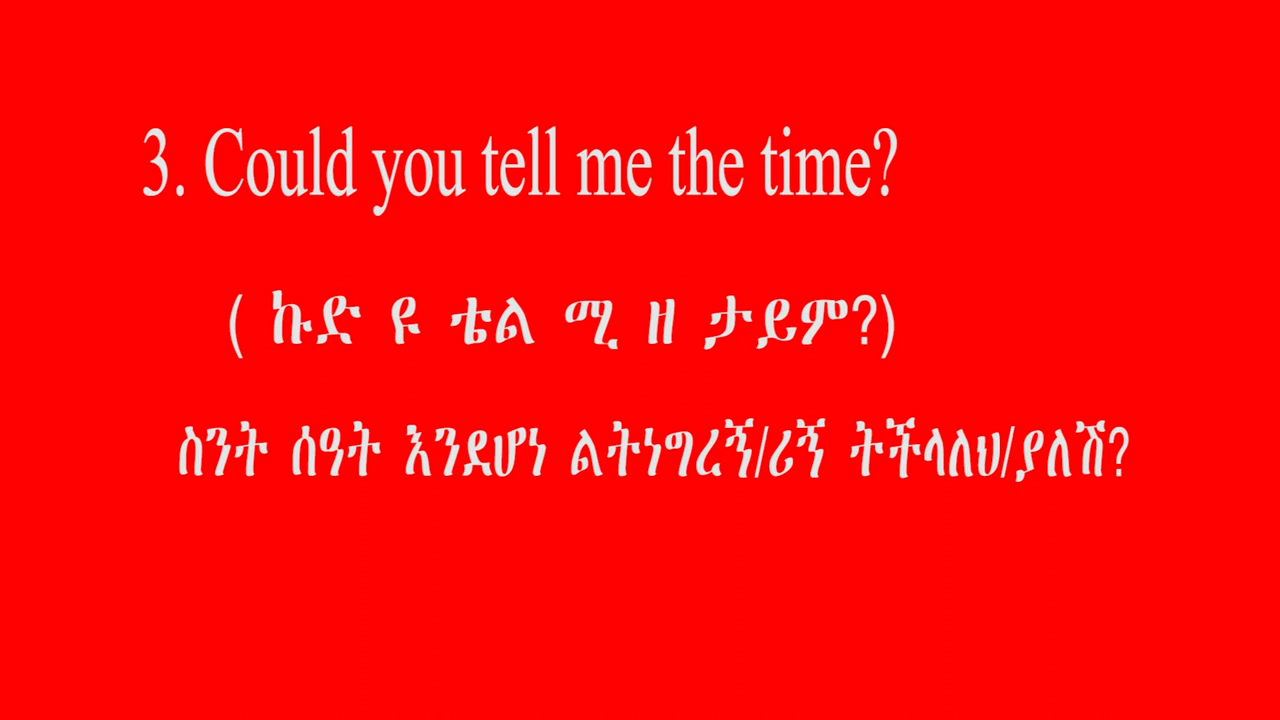 3. Could you tell me the time?
( ኩድ ዩ ቴል ሚ ዘ ታይም?)
ስንት ሰዓት እንደሆነ ልትነግረኝ/ሪኝ ትችላለህ/ያለሽ?